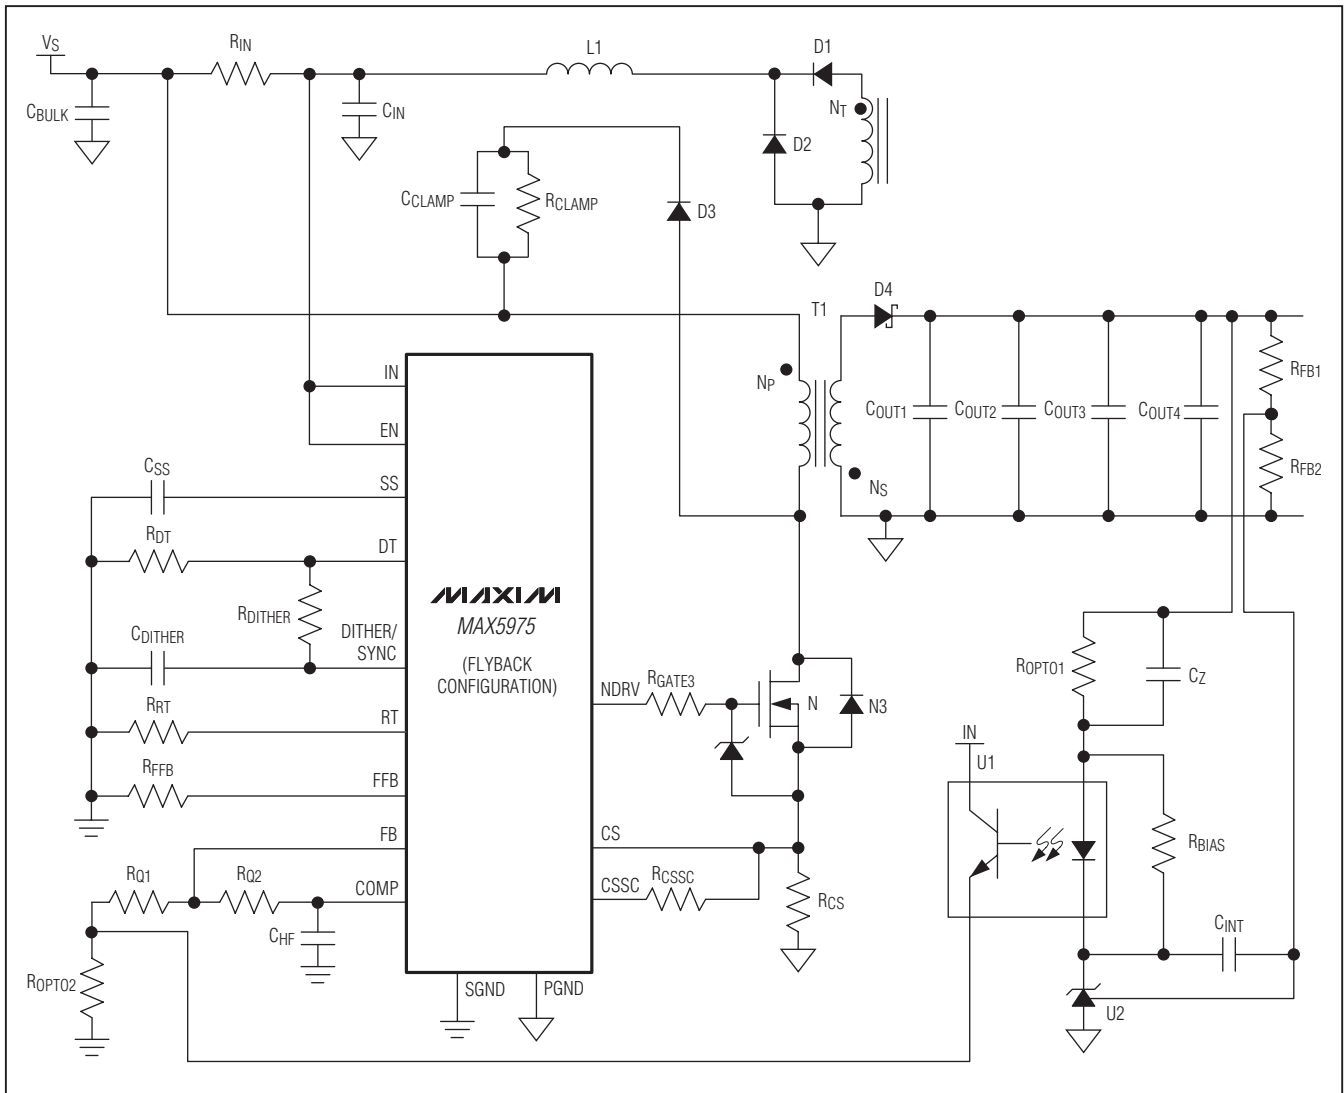 VS
RIN
L1
D1
CBULK
CIN
NT
D2
CCLAMP
RCLAMP
D3
T1
D4
NP
NS
COUT1
COUT2
COUT3
COUT4
RFB1
RFB2
IN
EN
CSS
SS
RDT
DT
RDITHER
CDITHER
DITHER/
SYNC
MAXIM
MAX5975
(FLYBACK
CONFIGURATION)
RRT
RT
RFFB
FFB
FB
RQ1
RQ2
COMP
CHF
ROPTO2
SGND
PGND
NDRV
RGATE3
N
N3
CS
CSSC
RCSSC
RCS
ROPTO1
CZ
IN
U1
RBIAS
CINT
U2